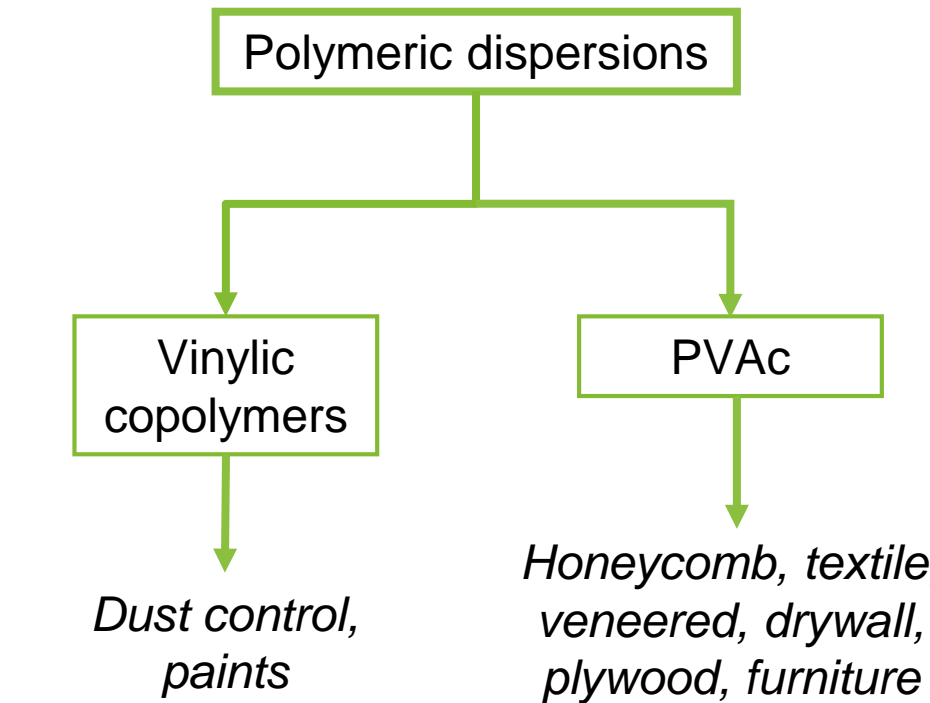 Polymeric dispersions
Vinylic
copolymers
PVAc
Dust control,
paints
Honeycomb, textile
veneered, drywall,
plywood, furniture